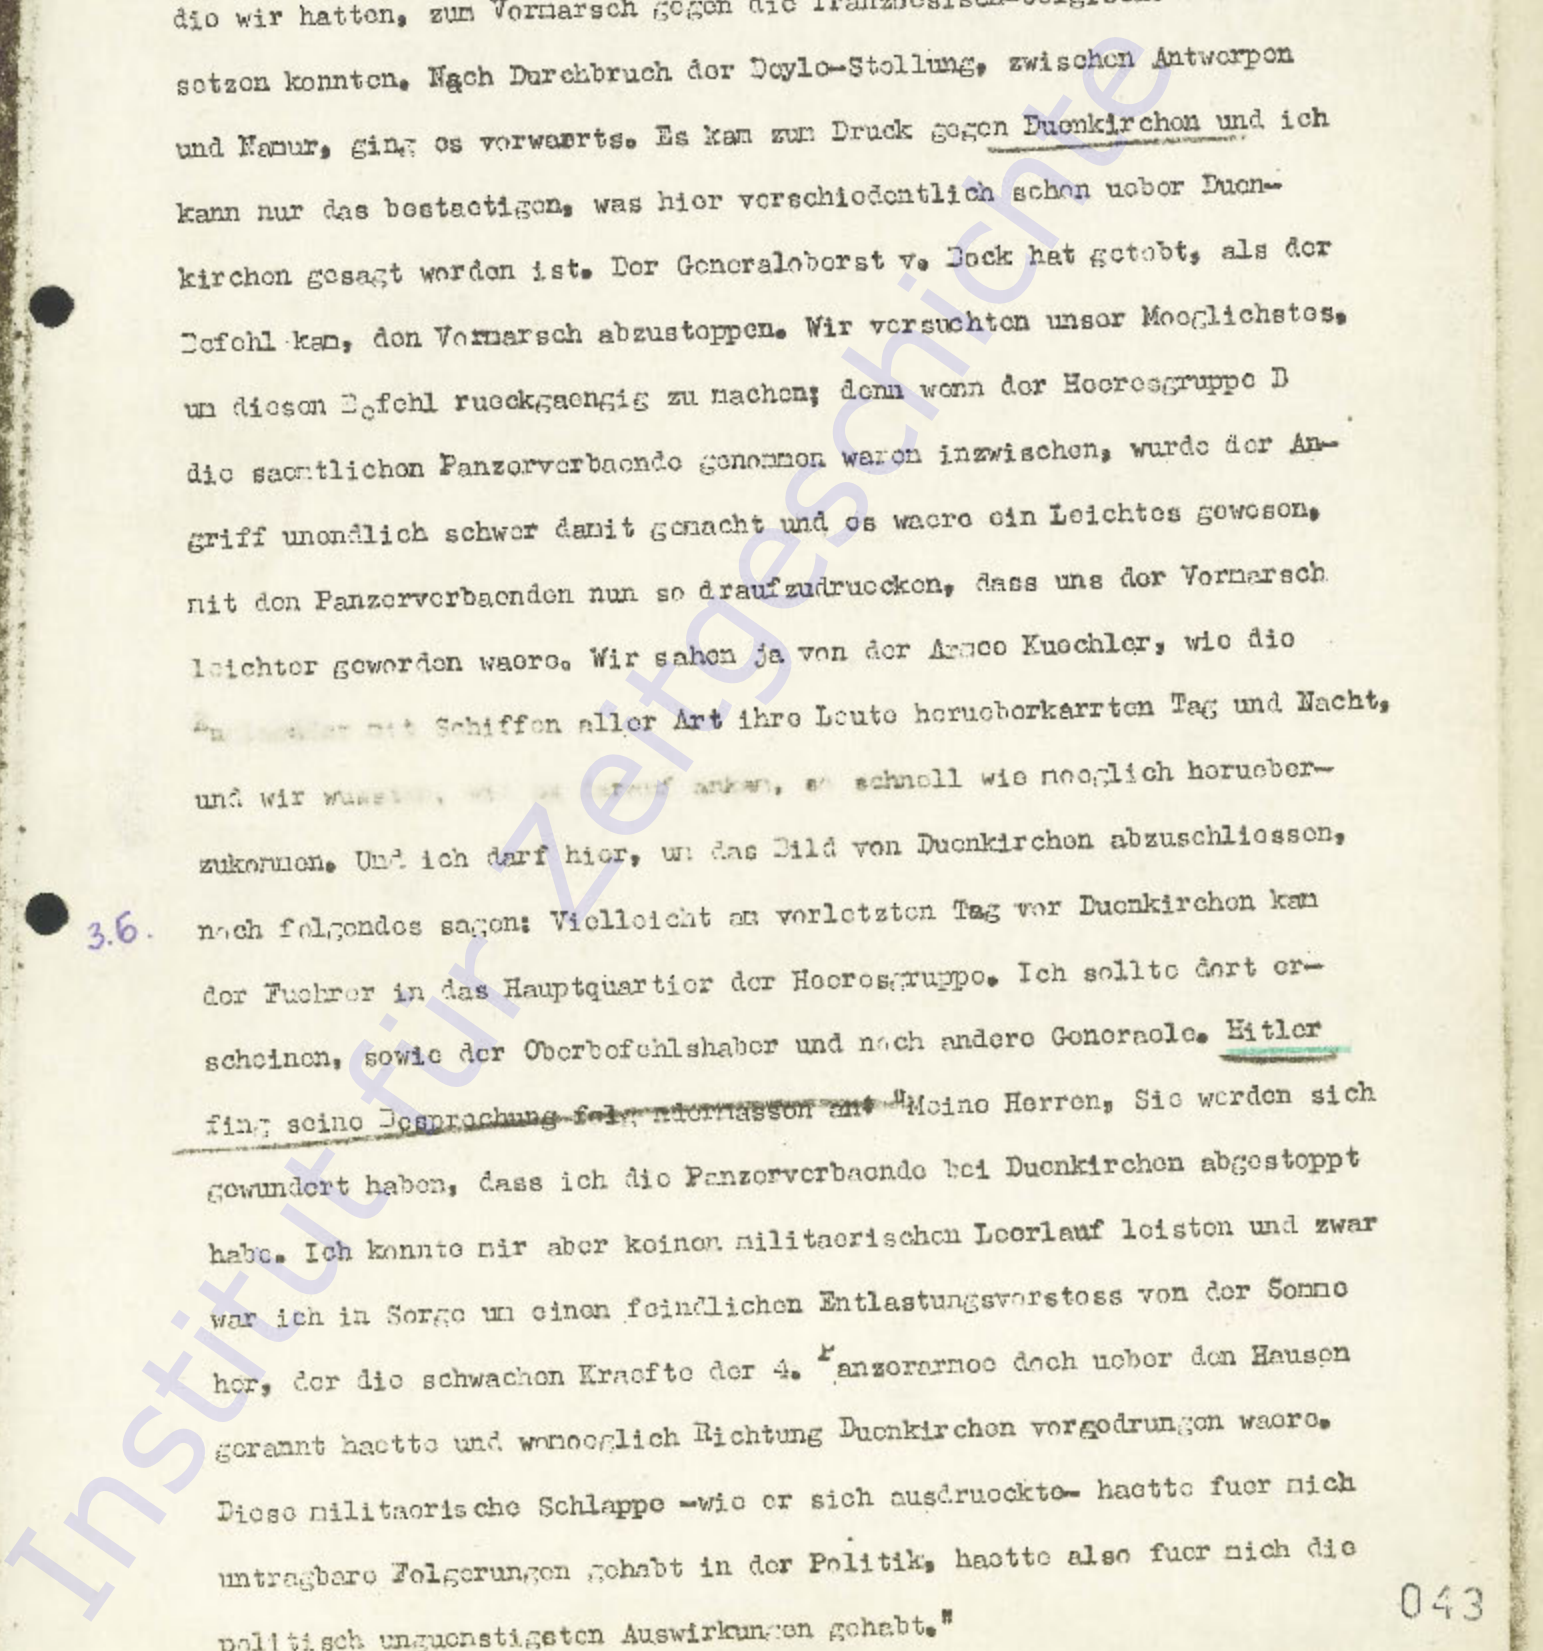 die wir hatten, zum Vormarsch gegen die
setzen konnten. Nach Durchbruch der Deyle-Stellung, zwischen Antwerpen
und Namur, ging es vorwaerts. Es kam zum Druck gegen Duenkirchen und ich
kann nur das bestaetigen, was hier verschiedentlich schon ueber Duen-
kirchen gesagt worden ist. Der Generaloberst v. Bock hat getobt, als der
Befehl kam, den Vormarsch abzustoppen. Wir versuchten unser Moeglichstes,
um diesen Befehl rueckgaengig zu machen; denn wenn der Heeresgruppe B
die saemtlichen Panzerverbaende genommen waren inzwischen, wurde der An-
griff unendlich schwer damit gemacht und es waere ein Leichtes gewesen,
mit den Panzerverbaenden nun so draufzudruecken, dass uns der Vormarsch
leichter geworden waere. Wir sahen ja von der Armee Kuechler, wie die
mit Schiffen aller Art ihre Leute herueberkarrten Tag und Nacht,
und wir wussten, darauf ankam, so schnell wie moeglich herueber-
zukommen. Und ich darf hier, um das Bild von Duenkirchen abzuschliessen,
3.6. noch folgendes sagen: Vielleicht am vorletzten Tag vor Duenkirchen kam
der Fuehrer in das Hauptquartier der Heeresgruppe. Ich sollte dort er-
scheinen, sowie der Oberbefehlshaber und noch andere Generaele. Hitler
fing seine Besprechung folgendermassen an: "Meine Herren, Sie werden sich
gewundert haben, dass ich die Panzerverbaende bei Duenkirchen abgestoppt
habe. Ich konnte mir aber keinen militaerischen Leerlauf leisten und zwar
war ich in Sorge um einen feindlichen Entlastungsvorstoss von der Somme
her, der die schwachen Kraefte der 4. Panzerarmee doch ueber den Hausen
gerannt haette und womoeglich Richtung Duenkirchen vorgedrungen waere.
Diese militaerische Schlappe -wie er sich ausdrueckte- haette fuer mich
untragbare Folgerungen gehabt in der Politik, haette also fuer mich die
politisch unguenstigsten Auswirkungen gehabt."
043
Institut für Zeitgeschichte